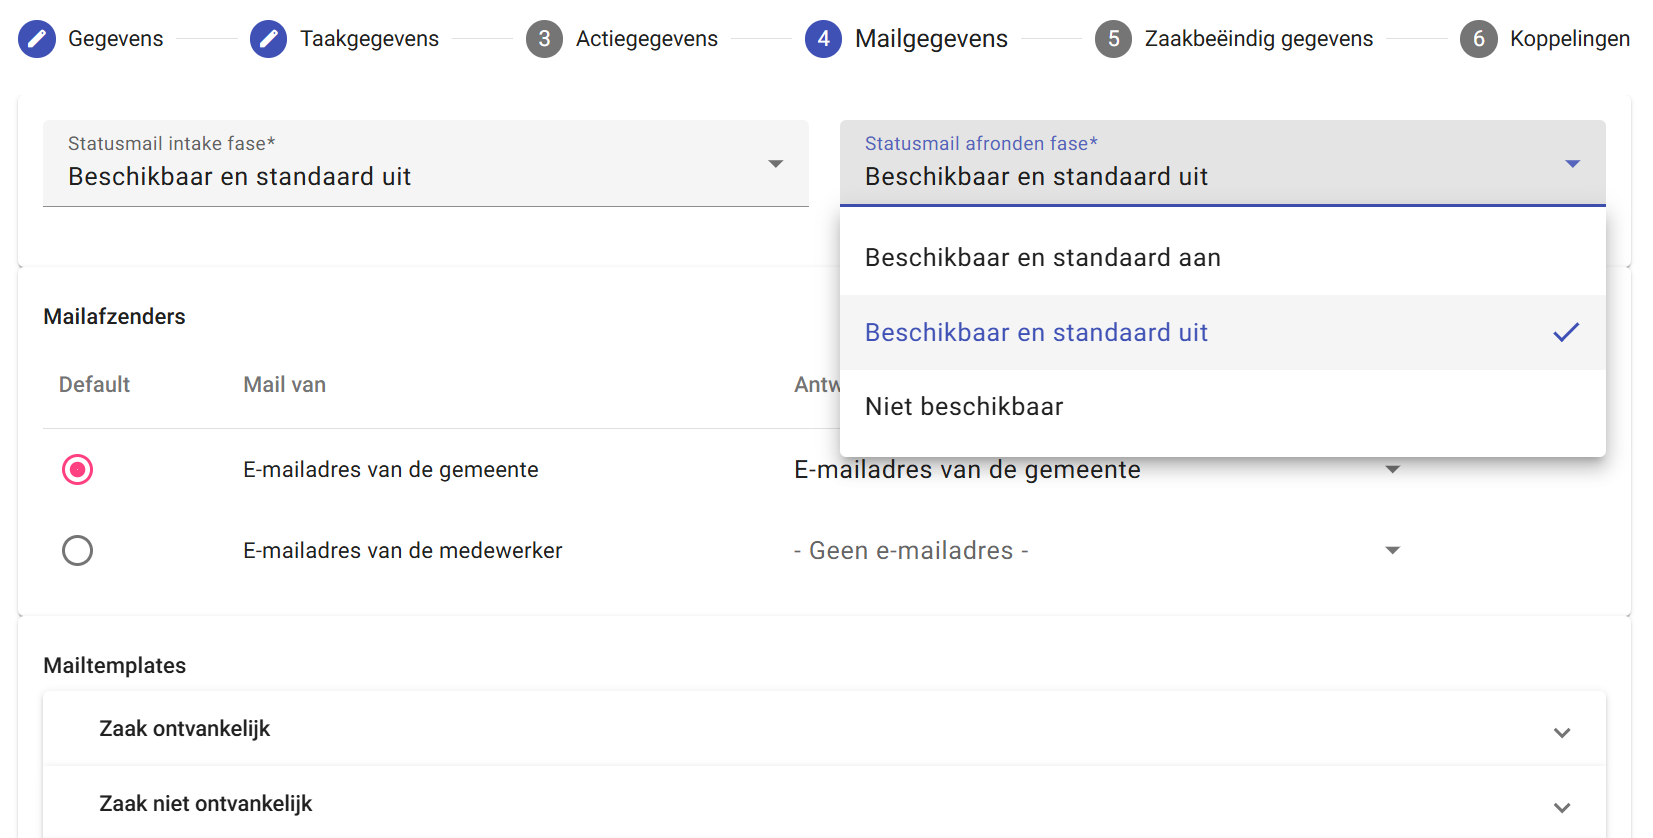 Gegevens
Taakgegevens
3 Actiegegevens
4 Mailgegevens
5 Zaakbeëindig gegevens
6 Koppelingen
Statusmail intake fase*
Beschikbaar en standaard uit
Statusmail afronden fase*
Beschikbaar en standaard uit
Beschikbaar en standaard aan
Beschikbaar en standaard uit
Niet beschikbaar
Mailafzenders
Default Mail van Antw
E-mailadres van de gemeente E-mailadres van de gemeente
E-mailadres van de medewerker - Geen e-mailadres -
Mailtemplates
Zaak ontvankelijk
Zaak niet ontvankelijk